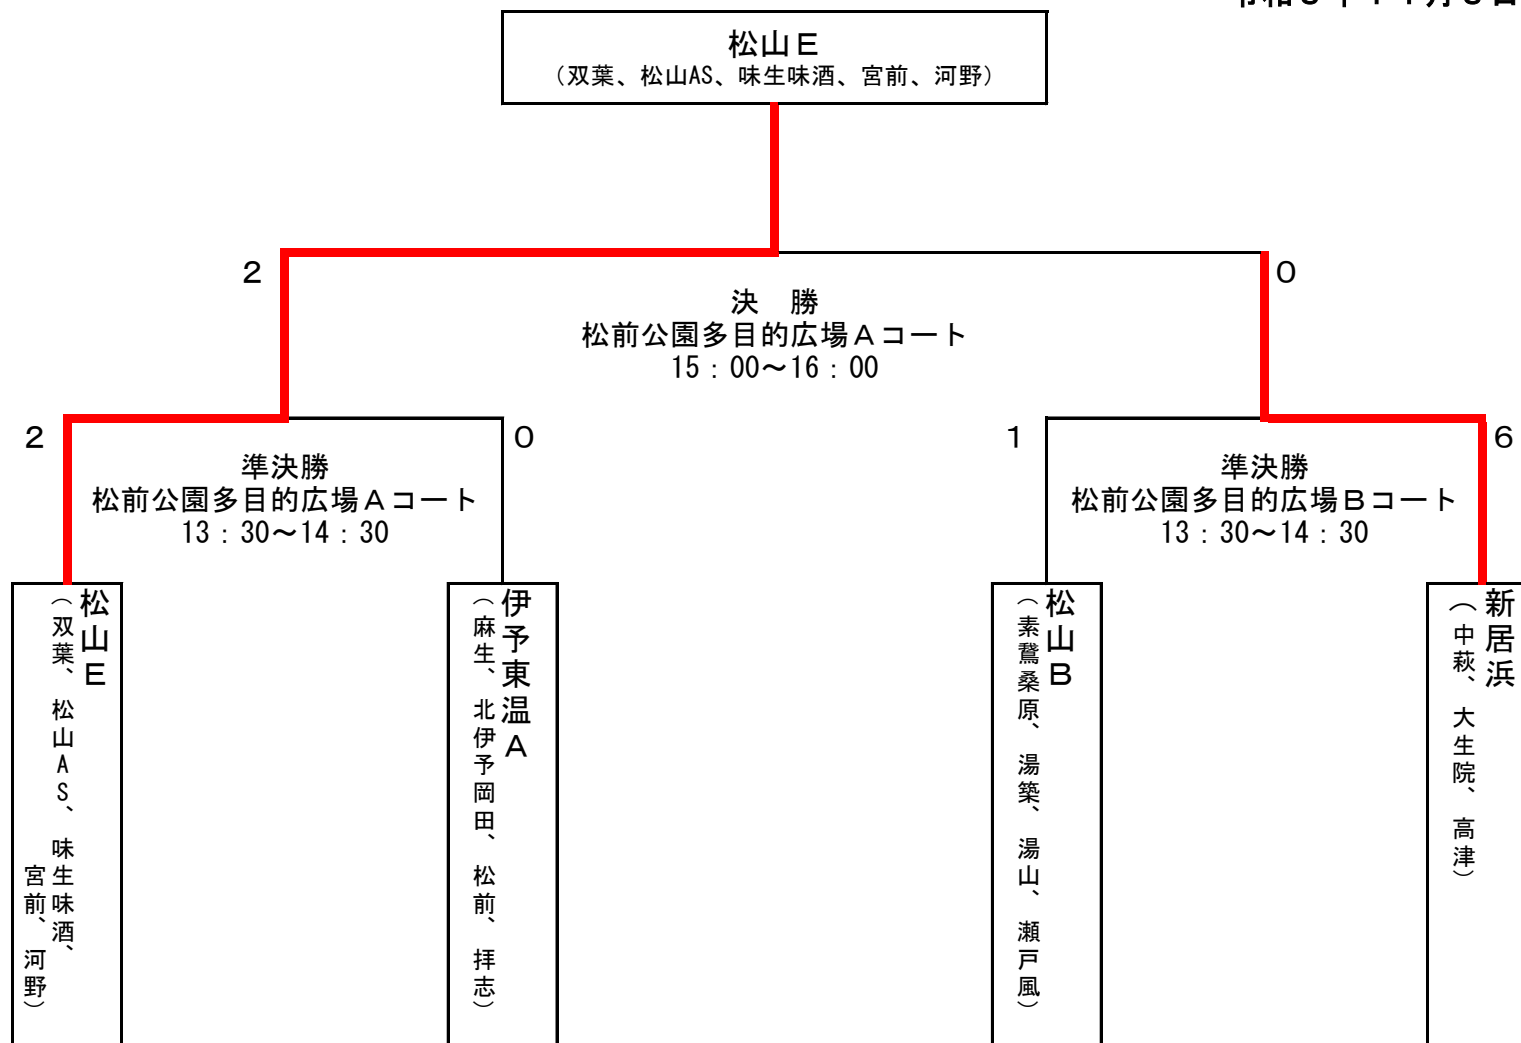 松山Ｅ
（双葉、松山AS、味生味酒、宮前、河野）
2
0
決　勝
松前公園多目的広場Ａコート
15：00～16：00
2
0
1
6
準決勝
松前公園多目的広場Ａコート
13：30～14：30
準決勝
松前公園多目的広場Ｂコート
13：30～14：30
松山Ｅ
（双葉、松山AS、味生味酒、
宮前、河野）
伊予東温Ａ
（麻生、北伊予岡田、松前、拝志）
松山Ｂ
（素鵞桑原、湯築、湯山、瀬戸風）
新居浜
（中萩、大生院、高津）